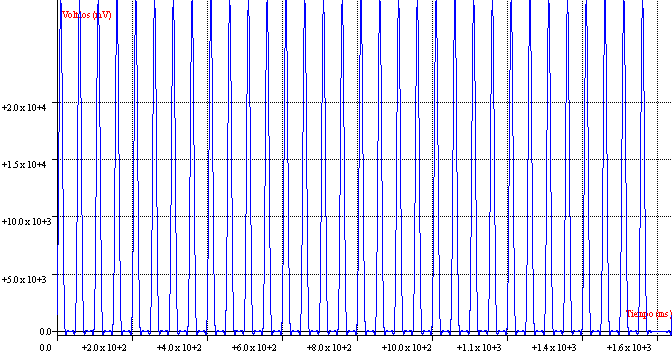 Voltios (mV)
+2.0 x 10+4
+1.5 x 10+4
+10.0 x 10+3
+5.0 x 10+3
Tiempo (ms)
0.0
0.0 +2.0 x 10+2 +4.0 x 10+2 +6.0 x 10+2 +8.0 x 10+2 +10.0 x 10+2 +1.1 x 10+3 +1.4 x 10+3 +1.6 x 10+3